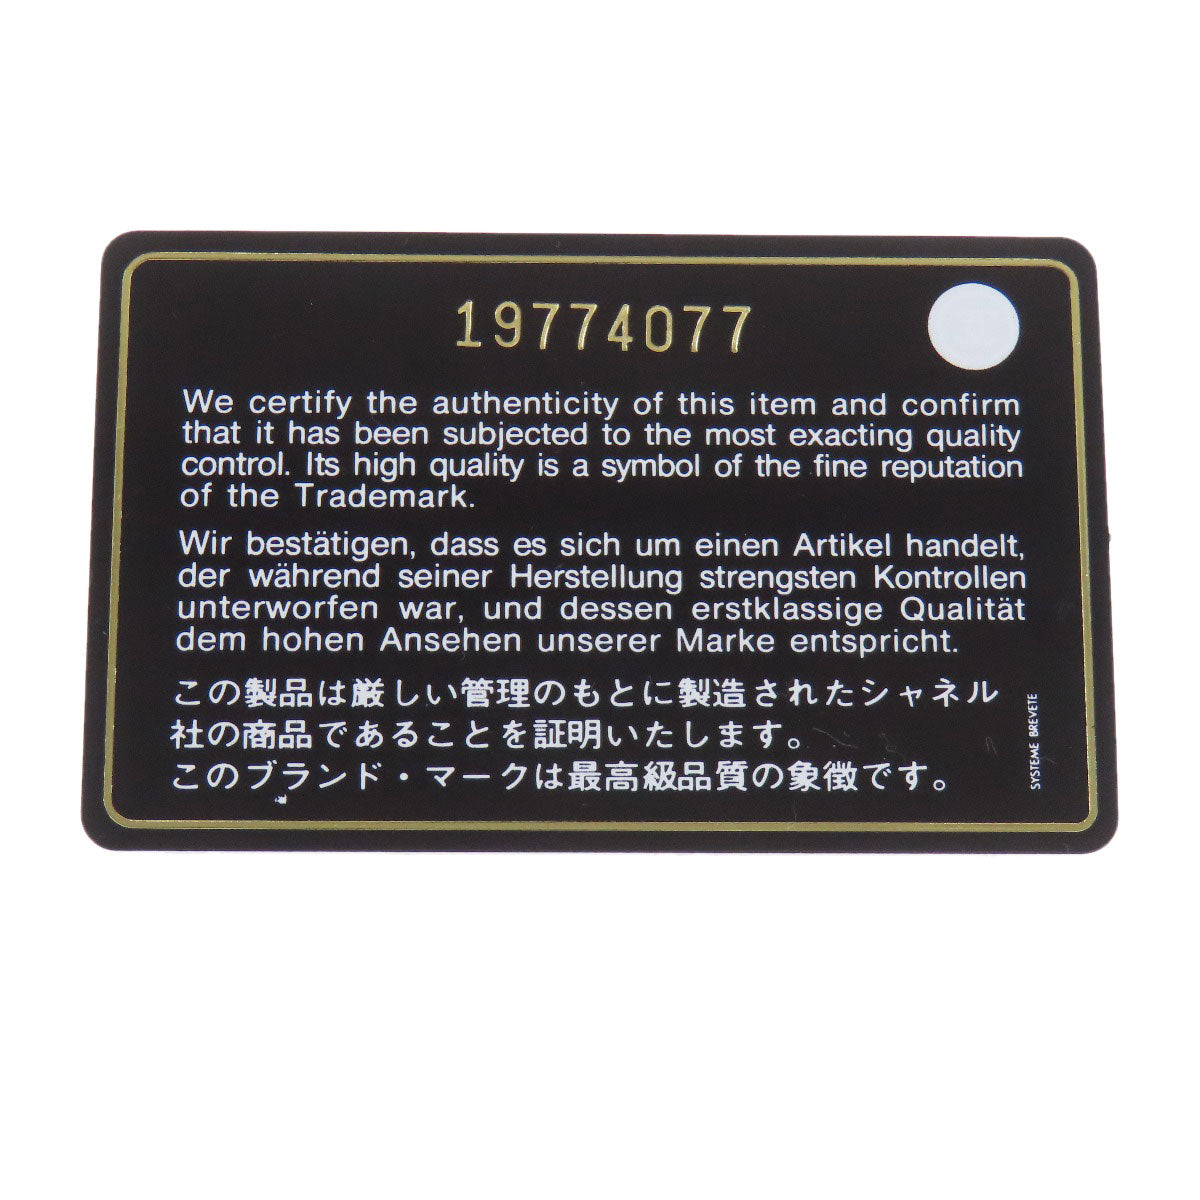 19774077
We certify the authenticity of this item and confirm
that it has been subjected to the most exacting quality
control. Its high quality is a symbol of the fine reputation
of the Trademark.
Wir bestätigen, dass es sich um einen Artikel handelt,
der während seiner Herstellung strengsten Kontrollen
unterworfen war, und dessen erstklassige Qualität
dem hohen Ansehen unserer Marke entspricht.
この製品は厳しい管理のもとに製造されたシャネル
社の商品であることを証明いたします。
このブランド・マークは最高級品質の象徴です。
SYSTEME BREVETE